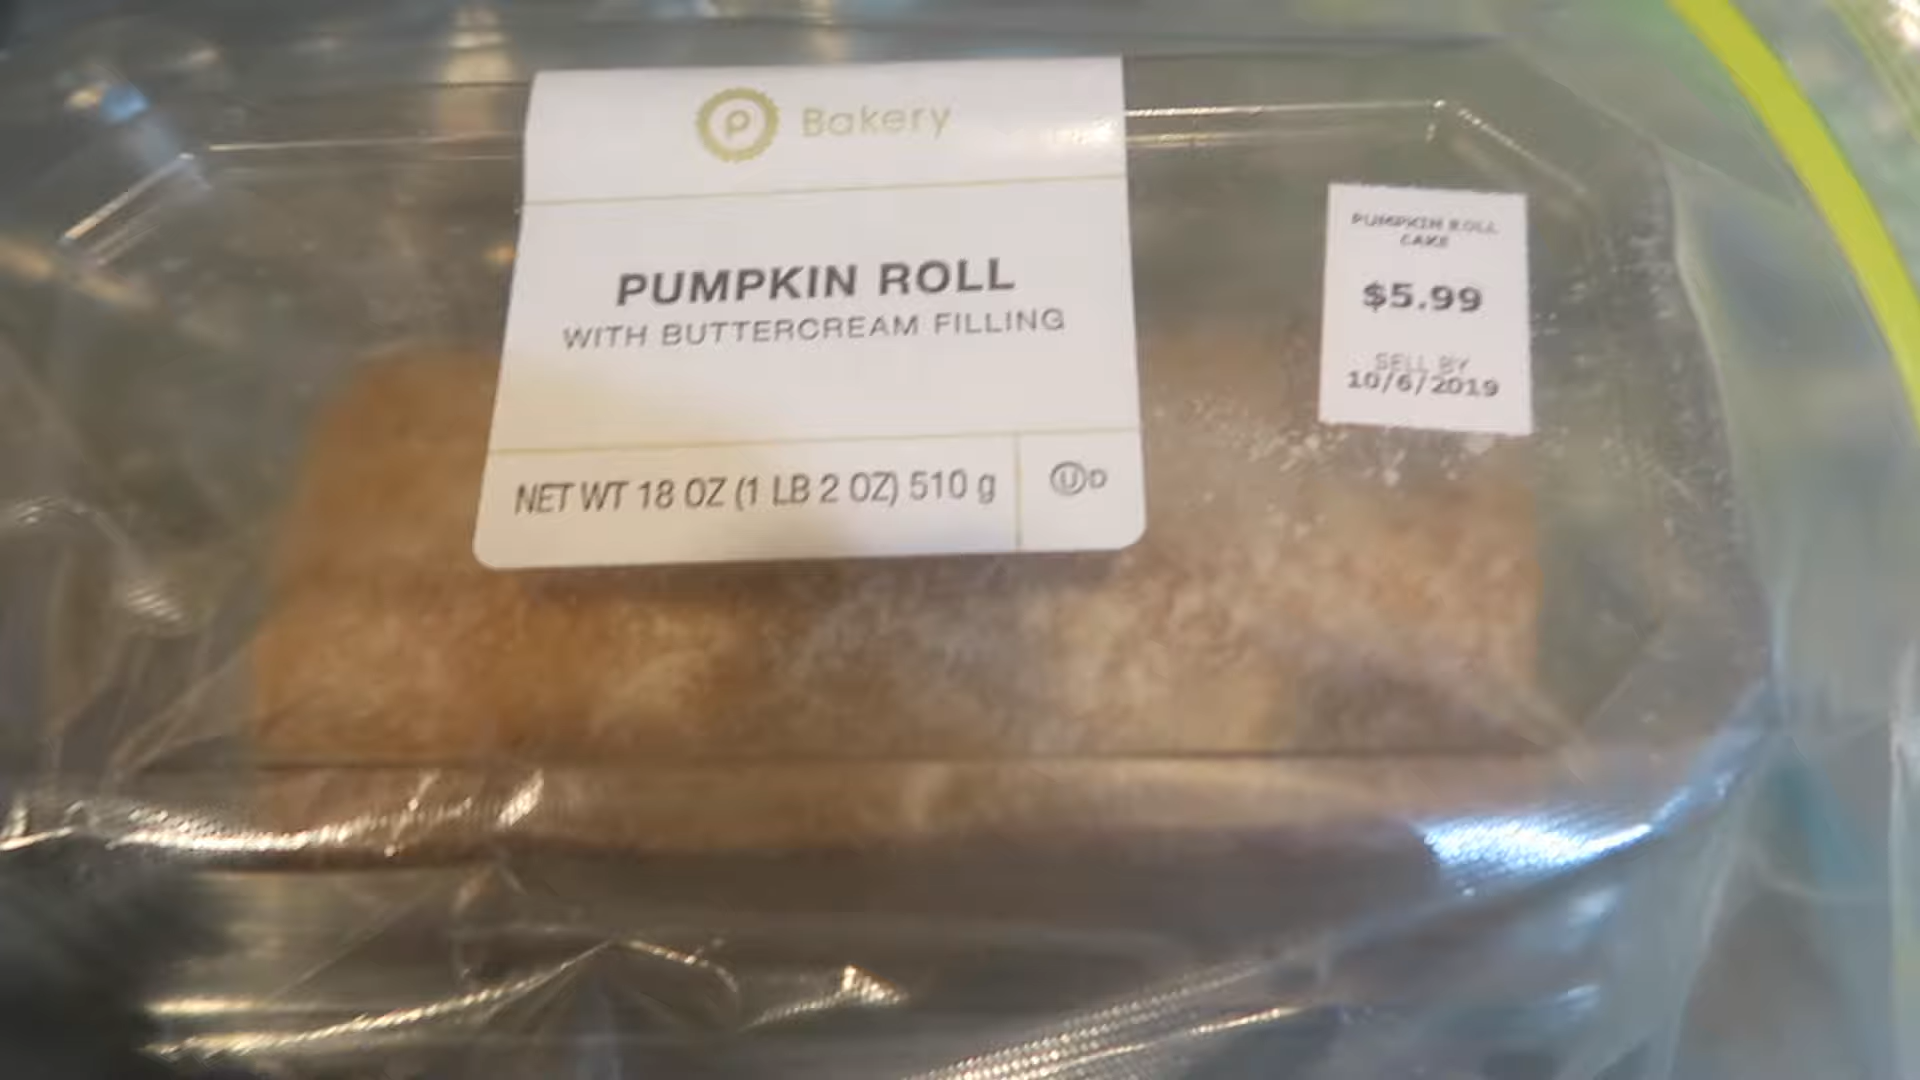 P Bakery
PUMPKIN ROLL
WITH BUTTERCREAM FILLING
NET WT 18 OZ (1 LB 2 OZ) 510 g
U D
PUMPKIN ROLL
CAKE
$5.99
SELL BY
10/6/2019